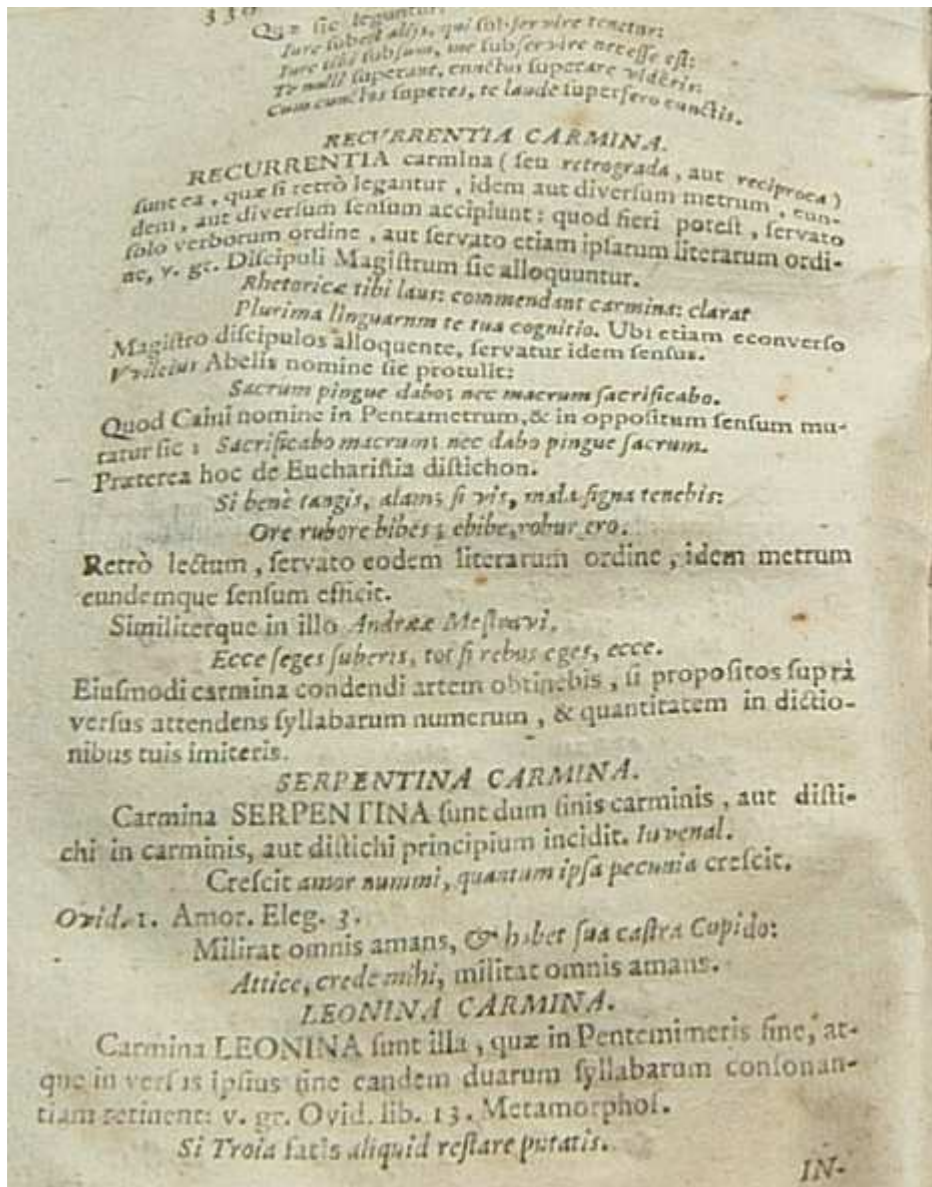 330
Quæ sic leguntur:
Iure subest alijs, qui subservire tenetur:
Iure tibi subsum, me subservire necesse est:
Te nulli superant, cunctos superare videris:
Cum cunctos superes, te laude superfero cunctis.
RECVRRENTIA CARMINA.
RECURRENTIA carmina ( seu retrograda, aut reciproca )
sunt ea, quæ si retrò legantur, idem aut diversum metrum, eun-
dem, aut diversum sensum accipiunt: quod fieri potest, servato
solo verborum ordine, aut servato etiam ipsarum literarum ordi-
ne, v. gr. Discipuli Magistrum sic alloquuntur.
Rhetoricæ tibi laus: commendant carmina: clarat
Plurima linguarum te tua cognitio. Ubi etiam econverso
Magistro discipulos alloquente, servatur idem sensus.
Abelis nomine sic protulit:
Sacrum pingue dabo; nec macrum sacrificabo.
Quod Caini nomine in Pentametrum, & in oppositum sensum mu-
tatur sic : Sacrificabo macrum; nec dabo pingue sacrum.
Præterea hoc de Eucharistia distichon.
Si benè tangis, alam; si vis, mala signa tenebis:
Ore rubore bibes; ebibe, robur ero.
Retrò lectum, servato eodem literarum ordine, idem metrum
eundemque sensum efficit.
Similiterque in illo Andreæ
Ecce seges suberis, tot si rebus eges, ecce.
Eiusmodi carmina condendi artem obtinebis, si propositos suprà
versus attendens syllabarum numerum, & quantitatem in dictio-
nibus tuis imiteris.
SERPENTINA CARMINA.
Carmina SERPENTINA sunt dum finis carminis, aut disti-
chi in carminis, aut distichi principium incidit. Iuvenal.
Crescit amor nummi, quantum ipsa pecunia crescit.
Ovid. 1. Amor. Eleg. 3.
Militat omnis amans, & habet sua castra Cupido:
Attice, crede mihi, militat omnis amans.
LEONINA CARMINA.
Carmina LEONINA sunt illa, quæ in Pentemimeris fine, at-
que in versus ipsius fine eandem duarum syllabarum consonan-
tiam retinent: v. gr. Ovid. lib. 13. Metamorphos.
Si Troia fatis aliquid restare putatis.
IN-